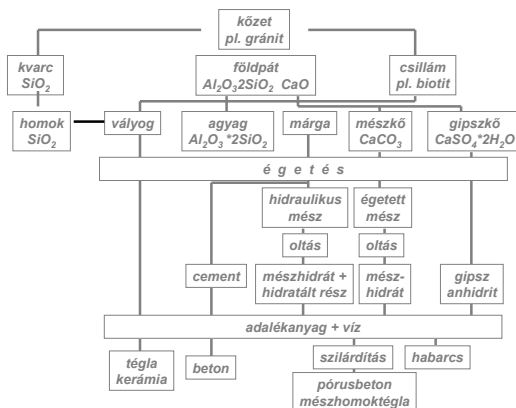 kőzet
pl. gránit
kvarc
SiO₂
földpát
Al₂O₃2SiO₂ CaO
csillám
pl. biotit
homok
SiO₂
vályog
agyag
Al₂O₃*2SiO₂
márga
mészkő
CaCO₃
gipszkő
CaSO₄*2H₂O
é g e t é s
hidraulikus
mész
égetett
mész
oltás
oltás
cement
mészhidrát +
hidratált rész
mész-
hidrát
gipsz
anhidrit
adalékanyag + víz
tégla
kerámia
beton
szilárdítás
habarcs
pórusbeton
mészhomoktégla